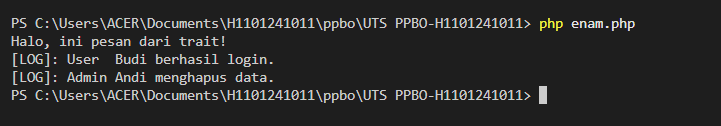 PS C:\Users\ACER\Documents\H1101241011\ppbo\UTS PPBO-H1101241011> php enam.php
Halo, ini pesan dari trait!
[LOG]: User  Budi berhasil login.
[LOG]: Admin Andi menghapus data.
PS C:\Users\ACER\Documents\H1101241011\ppbo\UTS PPBO-H1101241011>